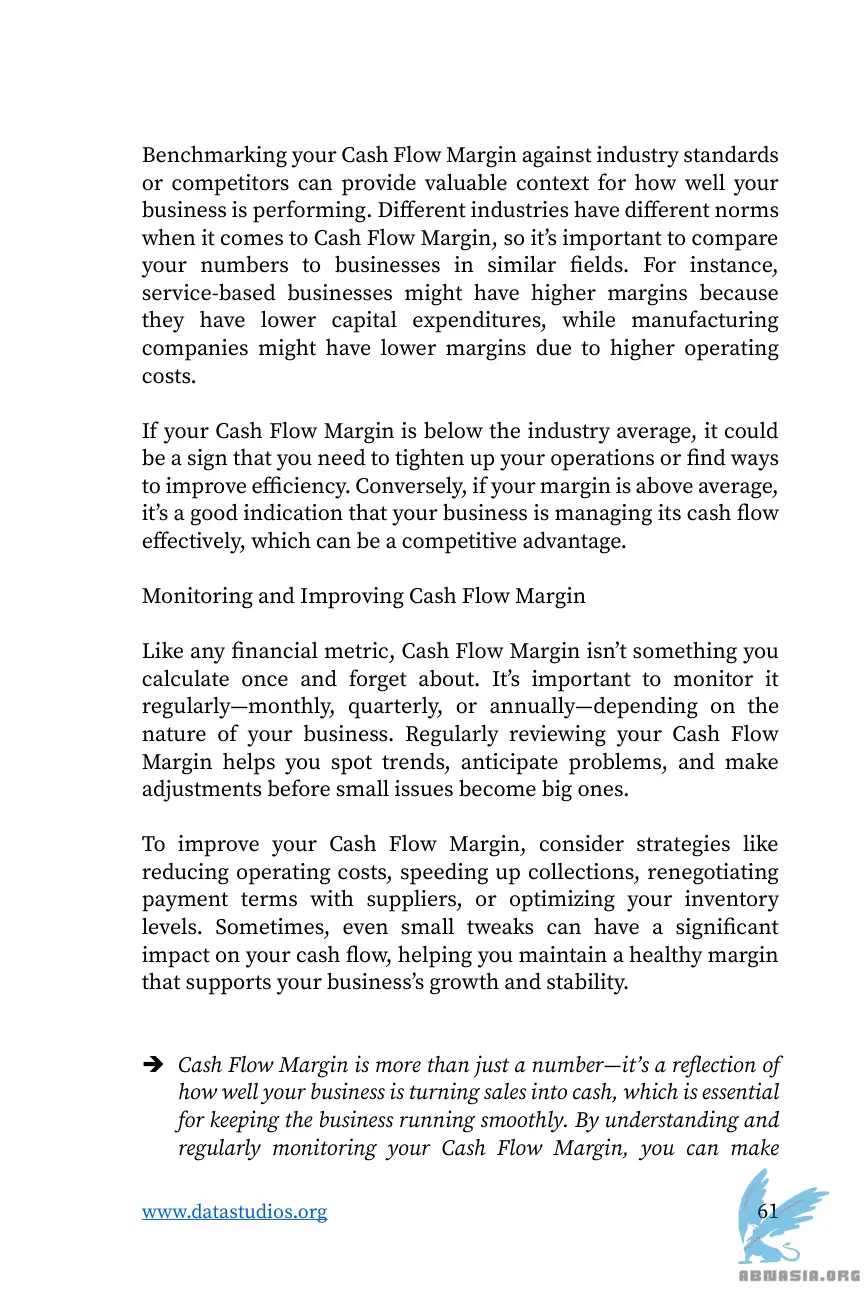 Benchmarking your Cash Flow Margin against industry standards
or competitors can provide valuable context for how well your
business is performing. Different industries have different norms
when it comes to Cash Flow Margin, so it’s important to compare
your numbers to businesses in similar fields. For instance,
service-based businesses might have higher margins because
they have lower capital expenditures, while manufacturing
companies might have lower margins due to higher operating
costs.
If your Cash Flow Margin is below the industry average, it could
be a sign that you need to tighten up your operations or find ways
to improve efficiency. Conversely, if your margin is above average,
it’s a good indication that your business is managing its cash flow
effectively, which can be a competitive advantage.
Monitoring and Improving Cash Flow Margin
Like any financial metric, Cash Flow Margin isn’t something you
calculate once and forget about. It’s important to monitor it
regularly—monthly, quarterly, or annually—depending on the
nature of your business. Regularly reviewing your Cash Flow
Margin helps you spot trends, anticipate problems, and make
adjustments before small issues become big ones.
To improve your Cash Flow Margin, consider strategies like
reducing operating costs, speeding up collections, renegotiating
payment terms with suppliers, or optimizing your inventory
levels. Sometimes, even small tweaks can have a significant
impact on your cash flow, helping you maintain a healthy margin
that supports your business’s growth and stability.
➔ Cash Flow Margin is more than just a number—it’s a reflection of
how well your business is turning sales into cash, which is essential
for keeping the business running smoothly. By understanding and
regularly monitoring your Cash Flow Margin, you can make
www.datastudios.org 61
ABNASIA.ORG